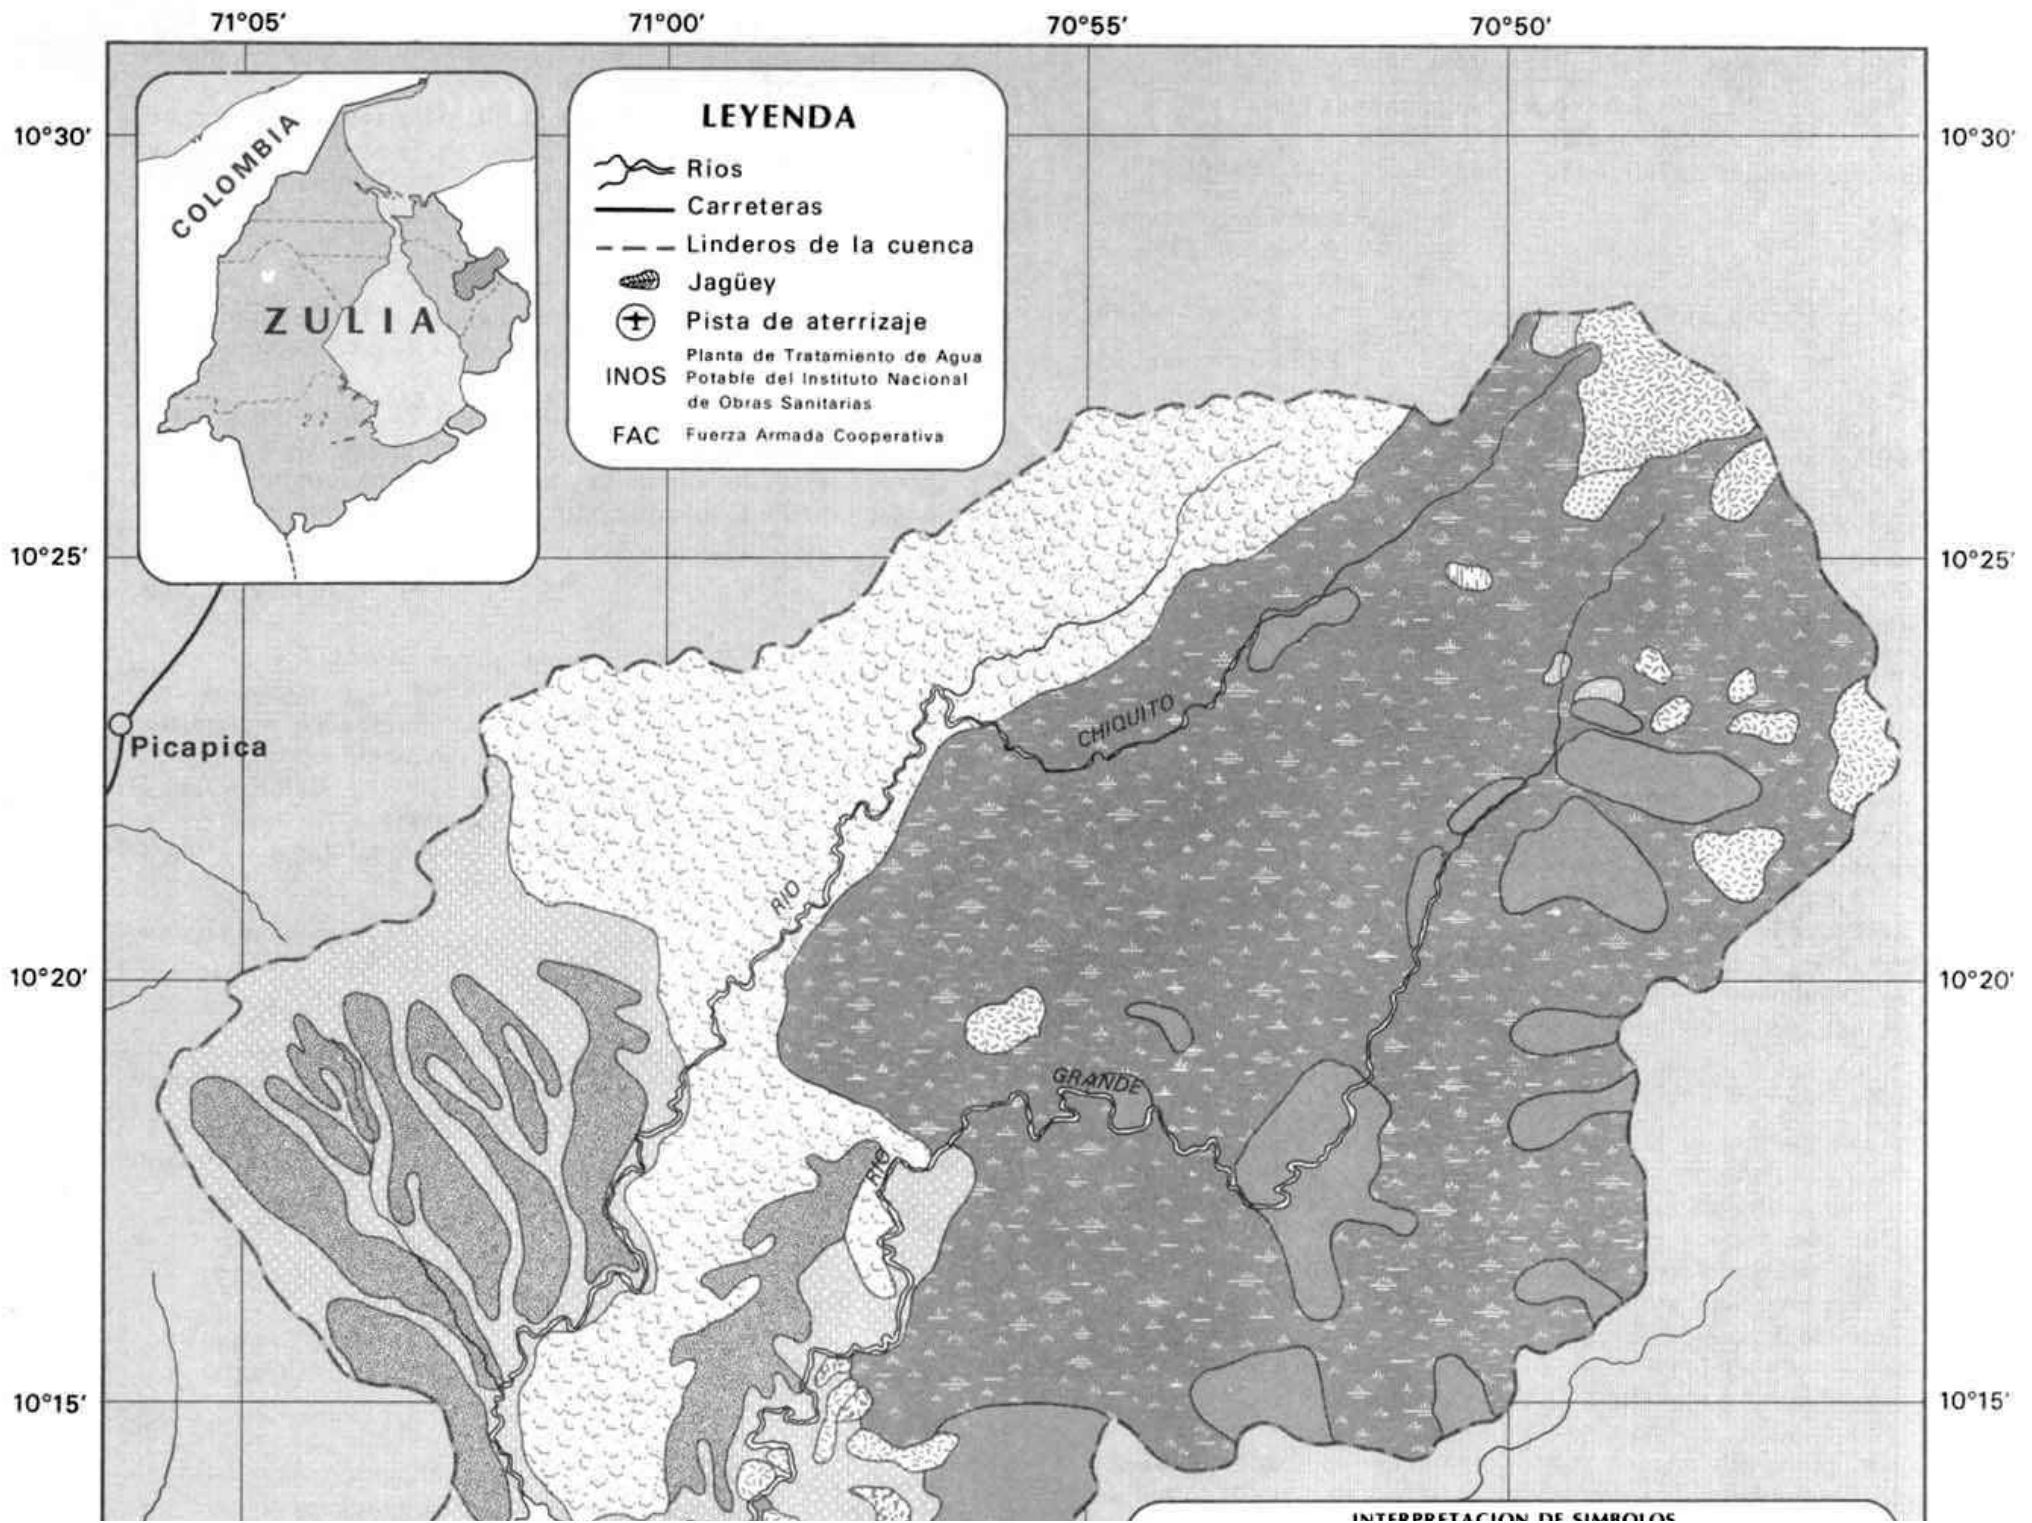 71°05' 71°00' 70°55' 70°50'
10°30' 10°30'
COLOMBIA
ZULIA
LEYENDA
Ríos
Carreteras
Linderos de la cuenca
Jagüey
Pista de aterrizaje
INOS Planta de Tratamiento de Agua
Potable del Instituto Nacional
de Obras Sanitarias
FAC Fuerza Armada Cooperativa
10°25' 10°25'
CHIQUITO
Picapica
RIO
10°20' 10°20'
GRANDE
RIO
10°15' 10°15'
INTERPRETACION DE SIMBOLOS